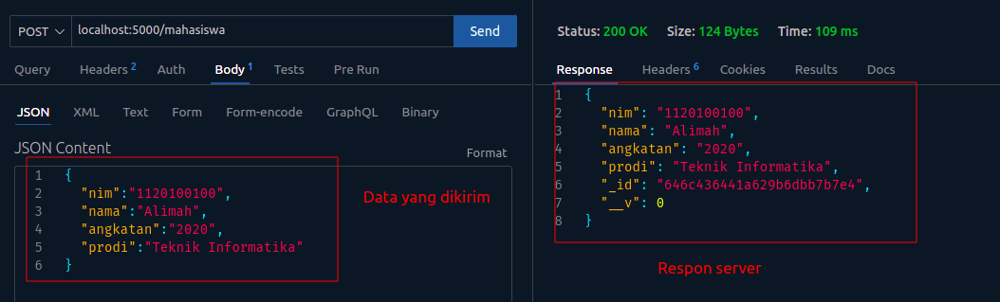 POST localhost:5000/mahasiswa Send
Query Headers 2 Auth Body 1 Tests Pre Run
JSON XML Text Form Form-encode GraphQL Binary
JSON Content Format
1 {
2 "nim":"1120100100",
3 "nama":"Alimah",
4 "angkatan":"2020",
5 "prodi":"Teknik Informatika"
6 }
Data yang dikirim
Status: 200 OK Size: 124 Bytes Time: 109 ms
Response Headers 6 Cookies Results Docs
1 {
2 "nim": "1120100100",
3 "nama": "Alimah",
4 "angkatan": "2020",
5 "prodi": "Teknik Informatika",
6 "_id": "646c436441a629b6dbb7b7e4",
7 "__v": 0
8 }
Respon server